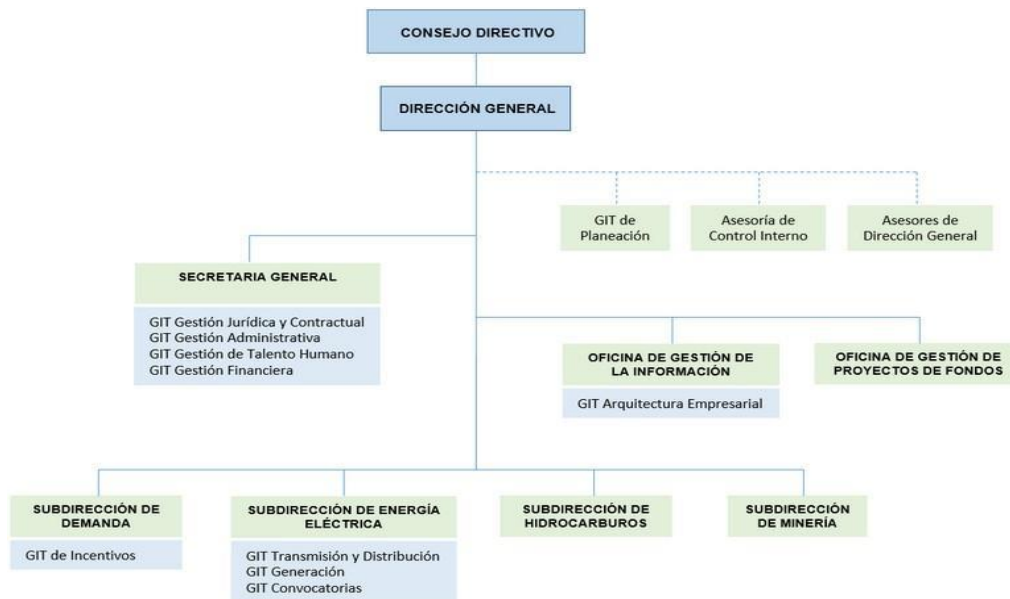 CONSEJO DIRECTIVO
DIRECCIÓN GENERAL
GIT de
Planeación
Asesoría de
Control Interno
Asesores de
Dirección General
SECRETARIA GENERAL
GIT Gestión Jurídica y Contractual
GIT Gestión Administrativa
GIT Gestión de Talento Humano
GIT Gestión Financiera
OFICINA DE GESTIÓN DE
LA INFORMACIÓN
GIT Arquitectura Empresarial
OFICINA DE GESTIÓN DE
PROYECTOS DE FONDOS
SUBDIRECCIÓN DE
DEMANDA
GIT de Incentivos
SUBDIRECCIÓN DE ENERGÍA
ELÉCTRICA
GIT Transmisión y Distribución
GIT Generación
GIT Convocatorias
SUBDIRECCIÓN DE
HIDROCARBUROS
SUBDIRECCIÓN
DE MINERÍA